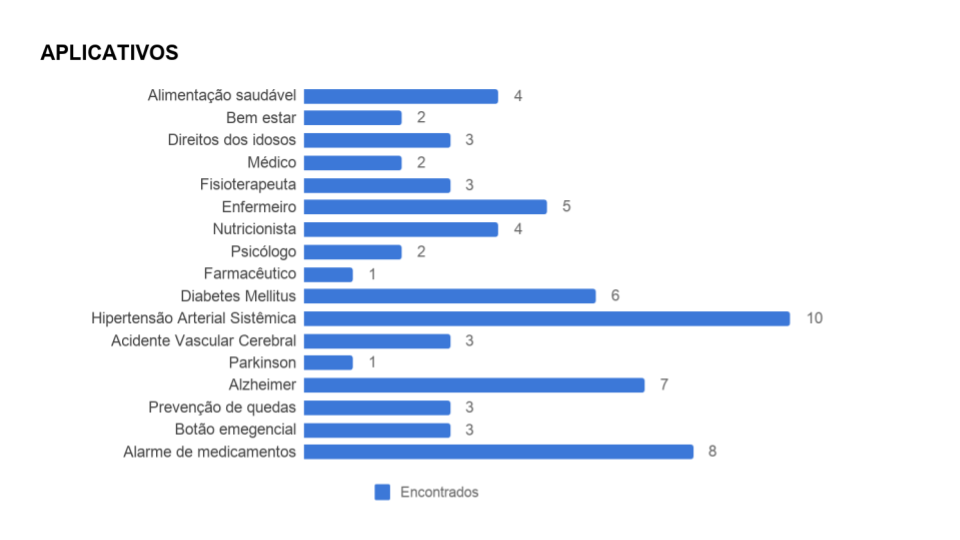 APLICATIVOS
Alimentação saudável 4
Bem estar 2
Direitos dos idosos 3
Médico 2
Fisioterapeuta 3
Enfermeiro 5
Nutricionista 4
Psicólogo 2
Farmacêutico 1
Diabetes Mellitus 6
Hipertensão Arterial Sistêmica 10
Acidente Vascular Cerebral 3
Parkinson 1
Alzheimer 7
Prevenção de quedas 3
Botão emegencial 3
Alarme de medicamentos 8
Encontrados